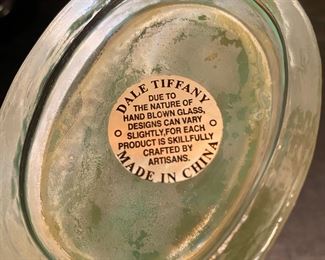 DALE TIFFANY
DUE TO
THE NATURE OF
HAND BLOWN GLASS,
DESIGNS CAN VARY
SLIGHTLY,FOR EACH
PRODUCT IS SKILLFULLY
CRAFTED BY
ARTISANS.
MADE IN CHINA